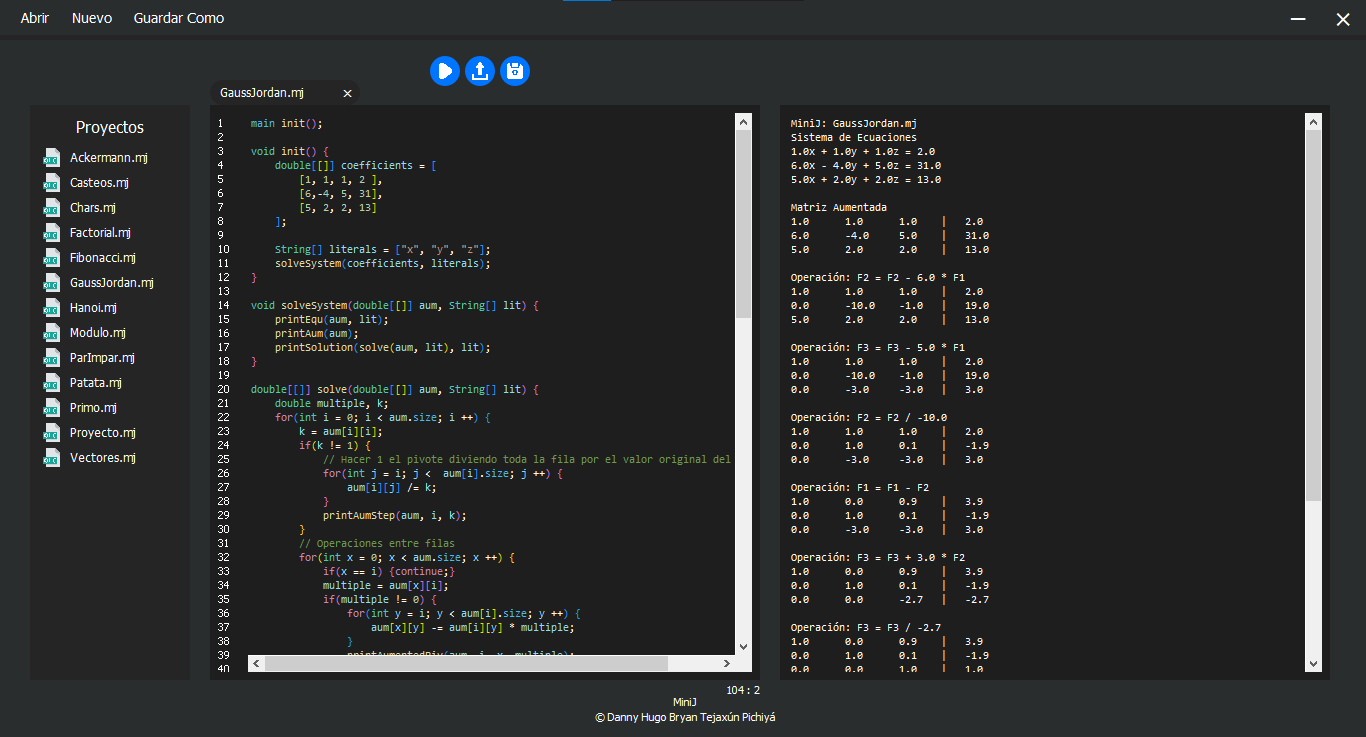 Abrir Nuevo Guardar Como
GaussJordan.mj
Proyectos
Ackermann.mj
Casteos.mj
Chars.mj
Factorial.mj
Fibonacci.mj
GaussJordan.mj
Hanoi.mj
Modulo.mj
ParImpar.mj
Patata.mj
Primo.mj
Proyecto.mj
Vectores.mj
1 main init();
2
3 void init() {
4     double[[]] coefficients = [
5         [1, 1, 1, 2 ],
6         [6,-4, 5, 31],
7         [5, 2, 2, 13]
8     ];
9
10     String[] literals = ["x", "y", "z"];
11     solveSystem(coefficients, literals);
12 }
13
14 void solveSystem(double[[]] aum, String[] lit) {
15     printEqu(aum, lit);
16     printAum(aum);
17     printSolution(solve(aum, lit), lit);
18 }
19
20 double[[]] solve(double[[]] aum, String[] lit) {
21     double multiple, k;
22     for(int i = 0; i < aum.size; i ++) {
23         k = aum[i][i];
24         if(k != 1) {
25             // Hacer 1 el pivote diviendo toda la fila por el valor original del
26             for(int j = i; j <  aum[i].size; j ++) {
27                 aum[i][j] /= k;
28             }
29             printAumStep(aum, i, k);
30         }
31         // Operaciones entre filas
32         for(int x = 0; x < aum.size; x ++) {
33             if(x == i) {continue;}
34             multiple = aum[x][i];
35             if(multiple != 0) {
36                 for(int y = i; y < aum[i].size; y ++) {
37                     aum[x][y] -= aum[i][y] * multiple;
38                 }
39
40
MiniJ: GaussJordan.mj
Sistema de Ecuaciones
1.0x + 1.0y + 1.0z = 2.0
6.0x - 4.0y + 5.0z = 31.0
5.0x + 2.0y + 2.0z = 13.0
Matriz Aumentada
1.0 1.0 1.0 | 2.0
6.0 -4.0 5.0 | 31.0
5.0 2.0 2.0 | 13.0
Operación: F2 = F2 - 6.0 * F1
1.0 1.0 1.0 | 2.0
0.0 -10.0 -1.0 | 19.0
5.0 2.0 2.0 | 13.0
Operación: F3 = F3 - 5.0 * F1
1.0 1.0 1.0 | 2.0
0.0 -10.0 -1.0 | 19.0
0.0 -3.0 -3.0 | 3.0
Operación: F2 = F2 / -10.0
1.0 1.0 1.0 | 2.0
0.0 1.0 0.1 | -1.9
0.0 -3.0 -3.0 | 3.0
Operación: F1 = F1 - F2
1.0 0.0 0.9 | 3.9
0.0 1.0 0.1 | -1.9
0.0 -3.0 -3.0 | 3.0
Operación: F3 = F3 + 3.0 * F2
1.0 0.0 0.9 | 3.9
0.0 1.0 0.1 | -1.9
0.0 0.0 -2.7 | -2.7
Operación: F3 = F3 / -2.7
1.0 0.0 0.9 | 3.9
0.0 1.0 0.1 | -1.9
0.0 0.0 1.0 | 1.0
104 : 2
MiniJ
© Danny Hugo Bryan Tejaxún Pichiyá